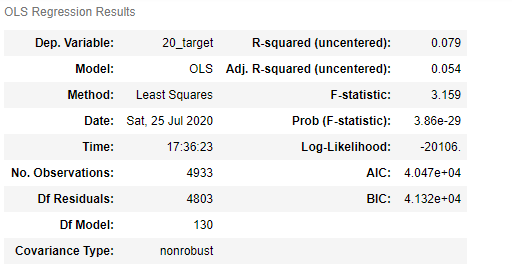 OLS Regression Results
Dep. Variable: 20_target R-squared (uncentered): 0.079
Model: OLS Adj. R-squared (uncentered): 0.054
Method: Least Squares F-statistic: 3.159
Date: Sat, 25 Jul 2020 Prob (F-statistic): 3.86e-29
Time: 17:36:23 Log-Likelihood: -20106.
No. Observations: 4933 AIC: 4.047e+04
Df Residuals: 4803 BIC: 4.132e+04
Df Model: 130
Covariance Type: nonrobust